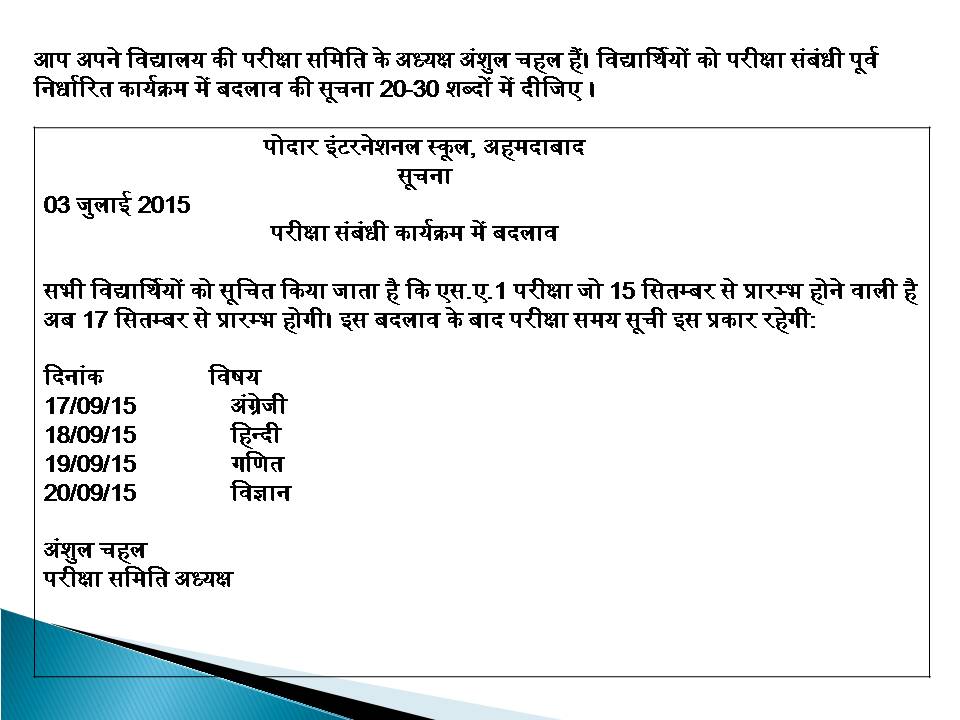 आप अपने विद्यालय की परीक्षा समिति के अध्यक्ष अंशुल चहल हैं। विद्यार्थियों को परीक्षा संबंधी पूर्व
निर्धारित कार्यक्रम में बदलाव की सूचना 20-30 शब्दों में दीजिए ।
पोदार इंटरनेशनल स्कूल, अहमदाबाद
सूचना
03 जुलाई 2015
परीक्षा संबंधी कार्यक्रम में बदलाव
सभी विद्यार्थियों को सूचित किया जाता है कि एस.ए.1 परीक्षा जो 15 सितम्बर से प्रारम्भ होने वाली है
अब 17 सितम्बर से प्रारम्भ होगी। इस बदलाव के बाद परीक्षा समय सूची इस प्रकार रहेगी:
दिनांक विषय
17/09/15 अंग्रेजी
18/09/15 हिन्दी
19/09/15 गणित
20/09/15 विज्ञान
अंशुल चहल
परीक्षा समिति अध्यक्ष